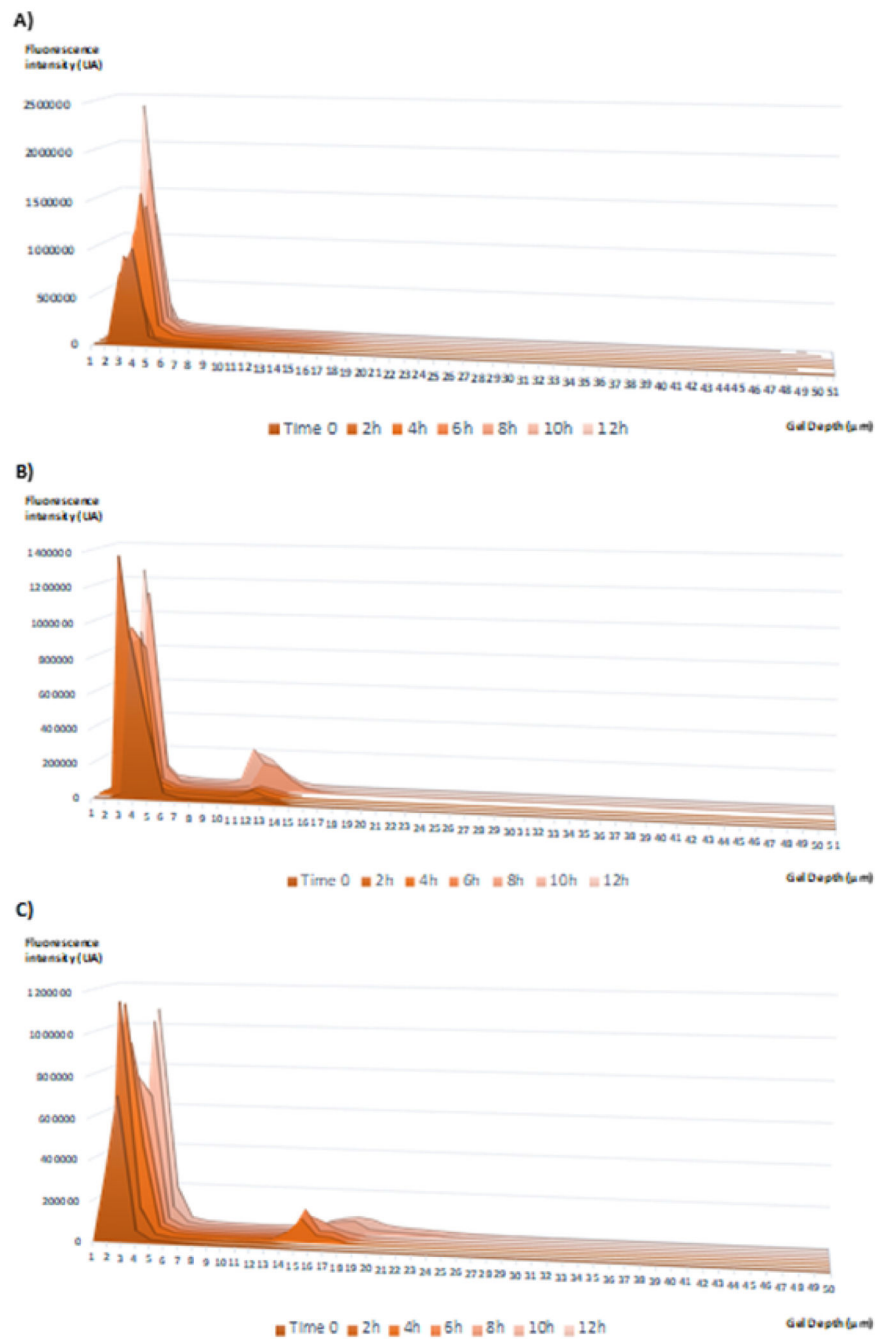 A)
Fluorescence
intensity (UA)
2500000
2000000
1500000
1000000
500000
0
1 2 3 4 5 6 7 8 9 10 11 12 13 14 15 16 17 18 19 20 21 22 23 24 25 26 27 28 29 30 31 32 33 34 35 36 37 38 39 40 41 42 43 44 45 46 47 48 49 50 51
Time 0 2h 4h 6h 8h 10h 12h
Gel Depth (µm)
B)
Fluorescence
intensity (UA)
1400000
1200000
1000000
800000
600000
400000
200000
0
1 2 3 4 5 6 7 8 9 10 11 12 13 14 15 16 17 18 19 20 21 22 23 24 25 26 27 28 29 30 31 32 33 34 35 36 37 38 39 40 41 42 43 44 45 46 47 48 49 50 51
Time 0 2h 4h 6h 8h 10h 12h
Gel Depth (µm)
C)
Fluorescence
intensity (UA)
1200000
1000000
800000
600000
400000
200000
0
1 2 3 4 5 6 7 8 9 10 11 12 13 14 15 16 17 18 19 20 21 22 23 24 25 26 27 28 29 30 31 32 33 34 35 36 37 38 39 40 41 42 43 44 45 46 47 48 49 50
Time 0 2h 4h 6h 8h 10h 12h
Gel Depth (µm)